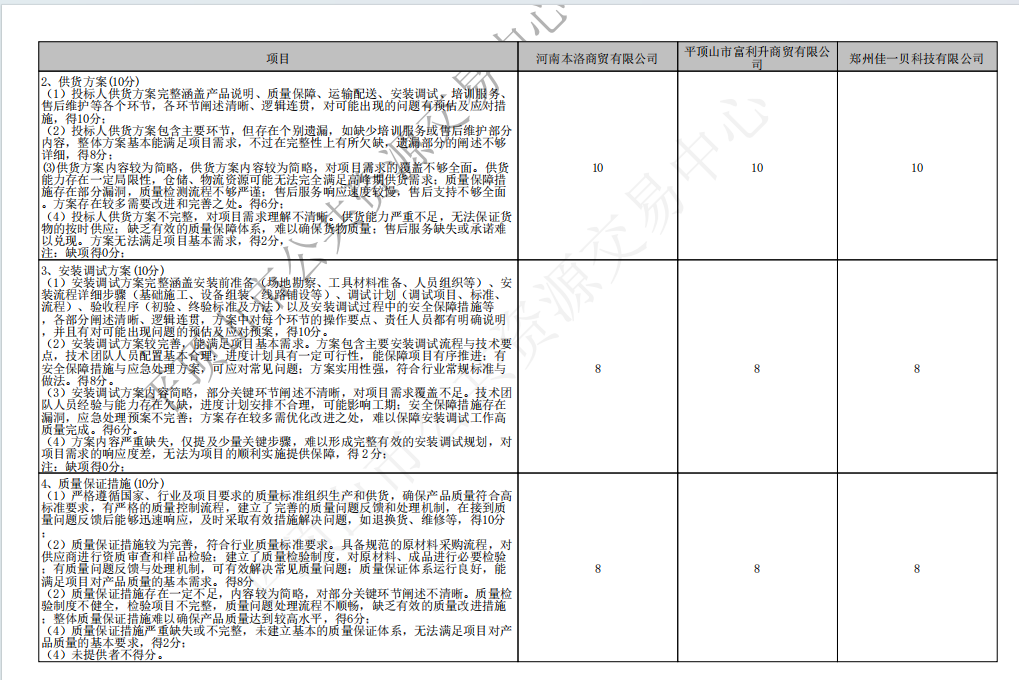 项目
河南本洛商贸有限公司
平顶山市富利升商贸有限公
司
郑州佳一贝科技有限公司
2、供货方案(10分)
（1）投标人供货方案完整涵盖产品说明、质量保障、运输配送、安装调试、培训服务、
售后维护等各个环节，各环节阐述清晰、逻辑连贯，对可能出现的问题有预估及应对措
施，得10分；
（2）投标人供货方案包含主要环节，但存在个别遗漏，如缺少培训服务或售后维护部分
内容，整体方案基本能满足项目需求，不过在完整性上有所欠缺，遗漏部分的阐述不够
详细，得8分；
⑶供货方案内容较为简略，供货方案内容较为简略，对项目需求的覆盖不够全面。供货
能力存在一定局限性，仓储、物流资源可能无法完全满足高峰期供货需求；质量保障措
施存在部分漏洞，质量检测流程不够严谨；售后服务响应速度较慢，售后支持不够全面
。方案存在较多需要改进和完善之处。得6分；
（4）投标人供货方案不完整，对项目需求理解不清晰。供货能力严重不足，无法保证货
物的按时供应；缺乏有效的质量保障体系，难以确保货物质量；售后服务缺失或承诺难
以兑现。方案无法满足项目基本需求，得2分，
注：缺项得0分；
10
10
10
3、安装调试方案(10分)
（1）安装调试方案完整涵盖安装前准备（场地勘察、工具材料准备、人员组织等）、安
装流程详细步骤（基础施工、设备组装、线路铺设等）、调试计划（调试项目、标准、
流程）、验收程序（初验、终验标准及方法）以及安装调试过程中的安全保障措施等
，各部分阐述清晰、逻辑连贯，方案中对每个环节的操作要点、责任人员都有明确说明
，并且有对可能出现问题的预估及应对预案，得10分。
（2）安装调试方案较完善，能满足项目基本需求。方案包含主要安装调试流程与技术要
点，技术团队人员配置基本合理；进度计划具有一定可行性，能保障项目有序推进；有
安全保障措施与应急处理方案，可应对常见问题；方案实用性强，符合行业常规标准与
做法。得8分。
（3）安装调试方案内容简略，部分关键环节阐述不清晰，对项目需求覆盖不足。技术团
队人员经验与能力存在欠缺，进度计划安排不合理，可能影响工期；安全保障措施存在
漏洞，应急处理预案不完善；方案存在较多需优化改进之处，难以保障安装调试工作高
质量完成。得6分。
（4）方案内容严重缺失，仅提及少量关键步骤，难以形成完整有效的安装调试规划，对
项目需求的响应度差，无法为项目的顺利实施提供保障，得 2 分；
注：缺项得0分；
8
8
8
4、质量保证措施(10分)
（1）严格遵循国家、行业及项目要求的质量标准组织生产和供货，确保产品质量符合高
标准要求，有严格的质量控制流程，建立了完善的质量问题反馈和处理机制，在接到质
量问题反馈后能够迅速响应，及时采取有效措施解决问题，如退换货、维修等，得10分
；
（2）质量保证措施较为完善，符合行业质量标准要求。具备规范的原材料采购流程，对
供应商进行资质审查和样品检验；建立了质量检验制度，对原材料、成品进行必要检验
；有质量问题反馈与处理机制，可有效解决常见质量问题；质量保证体系运行良好，能
满足项目对产品质量的基本需求。得8分
（2）质量保证措施存在一定不足，内容较为简略，对部分关键环节阐述不清晰。质量检
验制度不健全，检验项目不完整，质量问题处理流程不顺畅，缺乏有效的质量改进措施
；整体质量保证措施难以确保产品质量达到较高水平，得6分；
（4）质量保证措施严重缺失或不完整，未建立基本的质量保证体系，无法满足项目对产
品质量的基本要求，得2分；
（4）未提供者不得分。
8
8
8
平顶山市公共资源交易中心